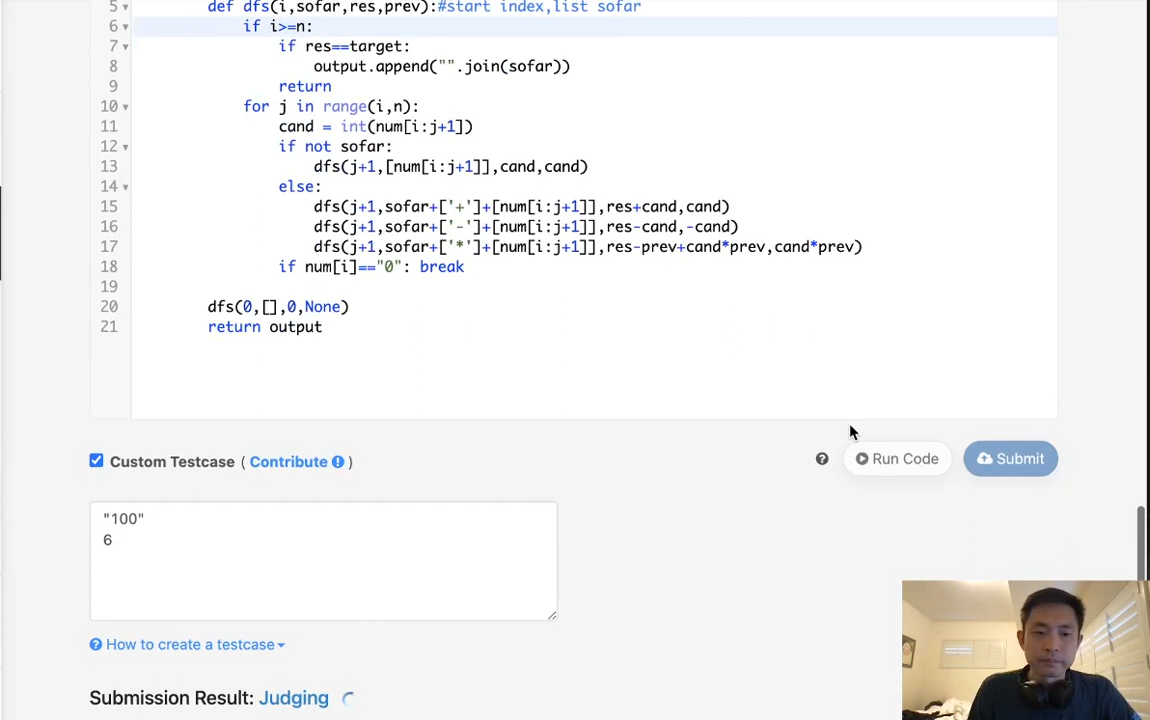 5 def dfs(i,sofar,res,prev):#start index,list sofar
6 if i>=n:
7 if res==target:
8 output.append("".join(sofar))
9 return
10 for j in range(i,n):
11 cand = int(num[i:j+1])
12 if not sofar:
13 dfs(j+1,[num[i:j+1]],cand,cand)
14 else:
15 dfs(j+1,sofar+['+']+[num[i:j+1]],res+cand,cand)
16 dfs(j+1,sofar+['-']+[num[i:j+1]],res-cand,-cand)
17 dfs(j+1,sofar+['*']+[num[i:j+1]],res-prev+cand*prev,cand*prev)
18 if num[i]=="0": break
19
20 dfs(0,[],0,None)
21 return output
Custom Testcase ( Contribute ) ? Run Code Submit
"100"
6
? How to create a testcase
Submission Result: Judging